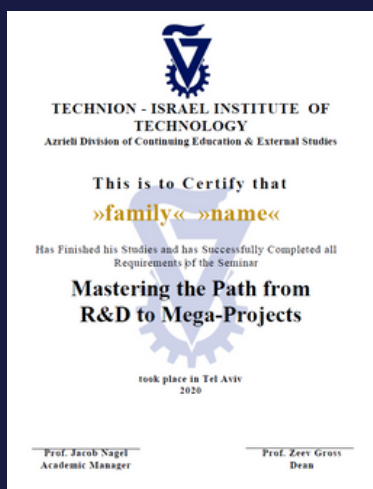 TECHNION - ISRAEL INSTITUTE OF
TECHNOLOGY
Azrieli Division of Continuing Education & External Studies
This is to Certify that
»family« »name«
Has Finished his Studies and has Successfully Completed all
Requirements of the Seminar
Mastering the Path from
R&D to Mega-Projects
took place in Tel Aviv
2020
Prof. Jacob Nagel Prof. Zeev Gross
Academic Manager Dean